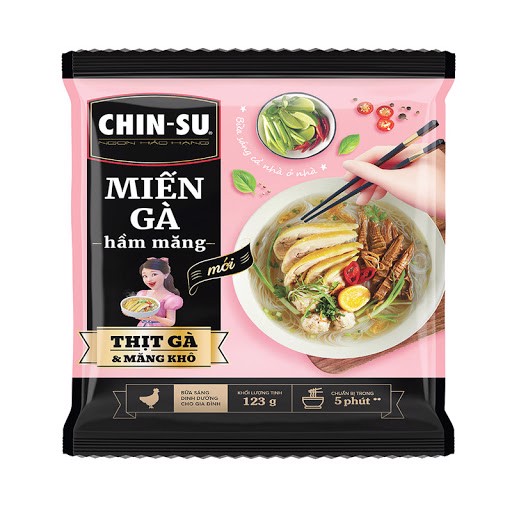 CHIN-SU®
NGON HẢO HẠNG
MIẾN
GÀ
hầm măng
mới
THỊT GÀ
& MĂNG KHÔ
Bữa sáng cả nhà ở nhà
BỮA SÁNG
DINH DƯỠNG
CHO GIA ĐÌNH
KHỐI LƯỢNG TỊNH
123 g
CHUẨN BỊ TRONG
5 phút **